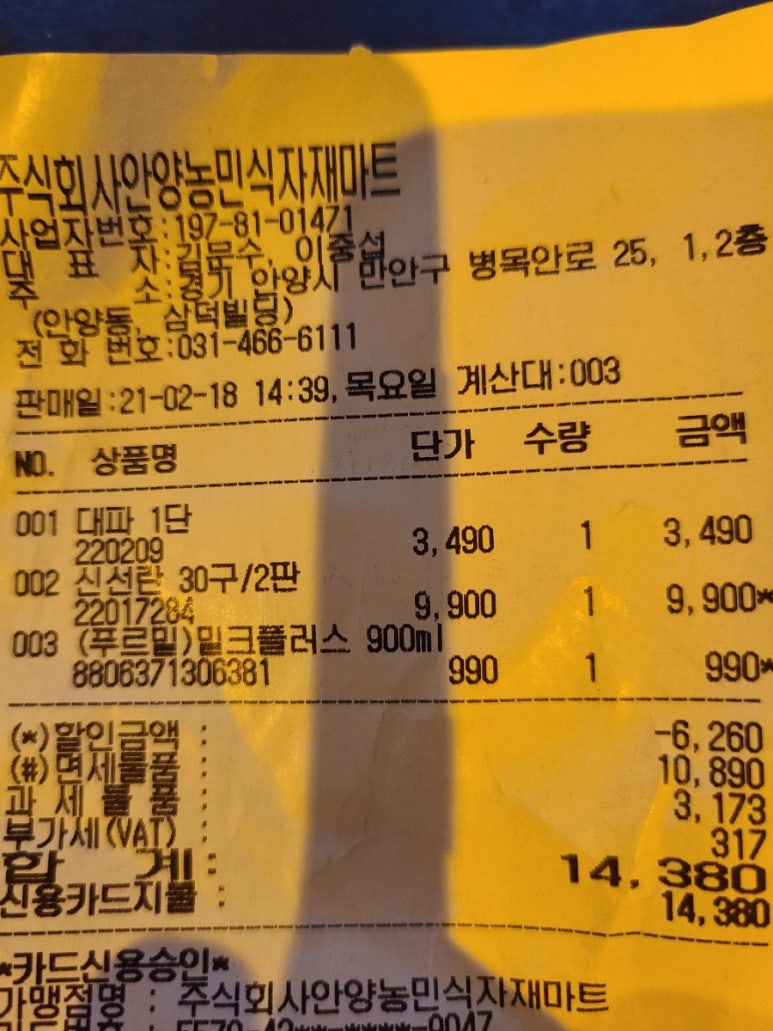 주식회사안양농민식자재마트
사업자번호:197-81-01471
대 표 자:김문수, 이중섭
주 소:경기 안양시 만안구 병목안로 25, 1,2층
(안양동, 삼덕빌딩)
전 화 번호:031-466-6111
판매일:21-02-18 14:39, 목요일 계산대:003
NO. 상품명 단가 수량 금액
001 대파 1단
220209 3,490 1 3,490
002 신선란 30구/2판
22017284 9,900 1 9,900*
003 (푸르밀)밀크플러스 900ml
8806371306381 990 1 990*
(*)할인금액 : -6,260
(#)면세물품 : 10,890
과 세 물 품 : 3,173
부가세(VAT) : 317
합 계: 14,380
신용카드지불 : 14,380
*카드신용승인*
가맹점명 : 주식회사안양농민식자재마트